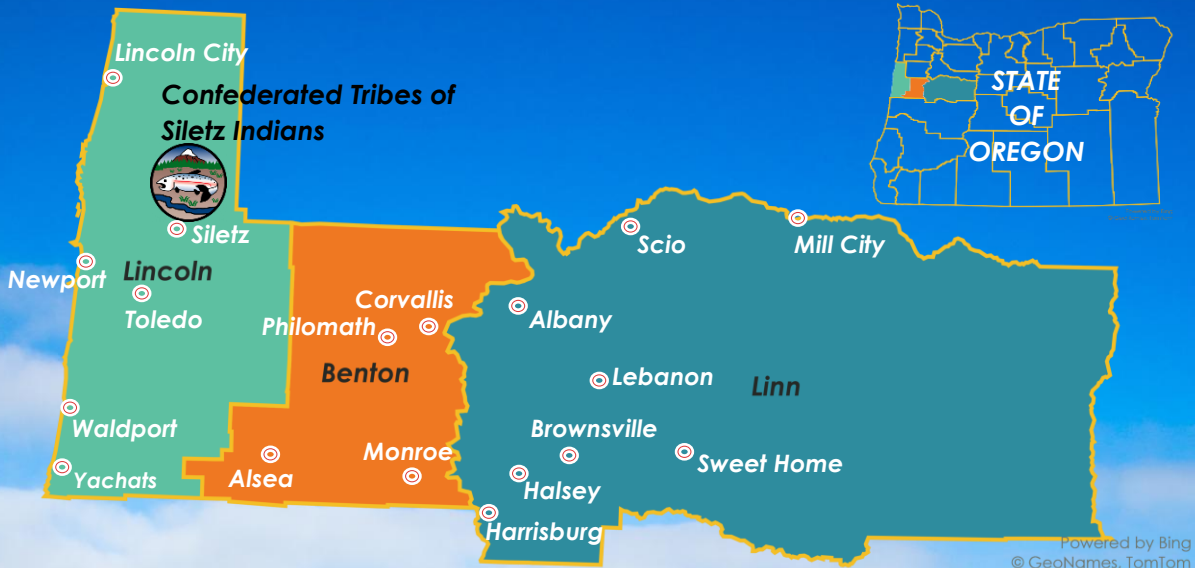 Lincoln City
Confederated Tribes of
Siletz Indians
STATE
OF
OREGON
Siletz
Scio
Mill City
Newport
Lincoln
Toledo
Corvallis
Philomath
Albany
Benton
Lebanon
Linn
Waldport
Brownsville
Monroe
Sweet Home
Yachats
Alsea
Halsey
Harrisburg
Powered by Bing
© GeoNames, TomTom